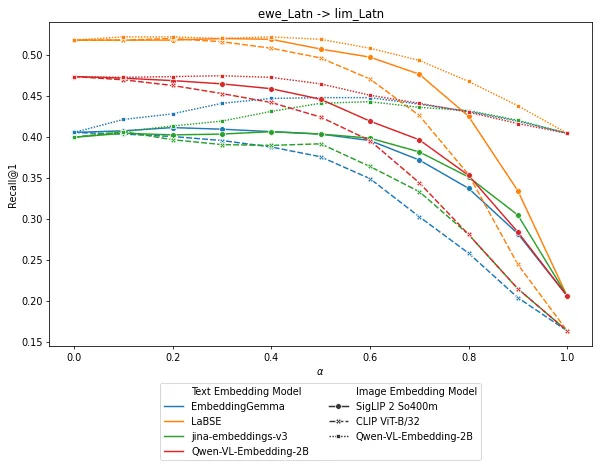 ewe_Latn -> lim_Latn
Recall@1
0.50
0.45
0.40
0.35
0.30
0.25
0.20
0.15
0.0 0.2 0.4 0.6 0.8 1.0
α
Text Embedding Model Image Embedding Model
EmbeddingGemma SigLIP 2 So400m
LaBSE CLIP ViT-B/32
jina-embeddings-v3 Qwen-VL-Embedding-2B
Qwen-VL-Embedding-2B